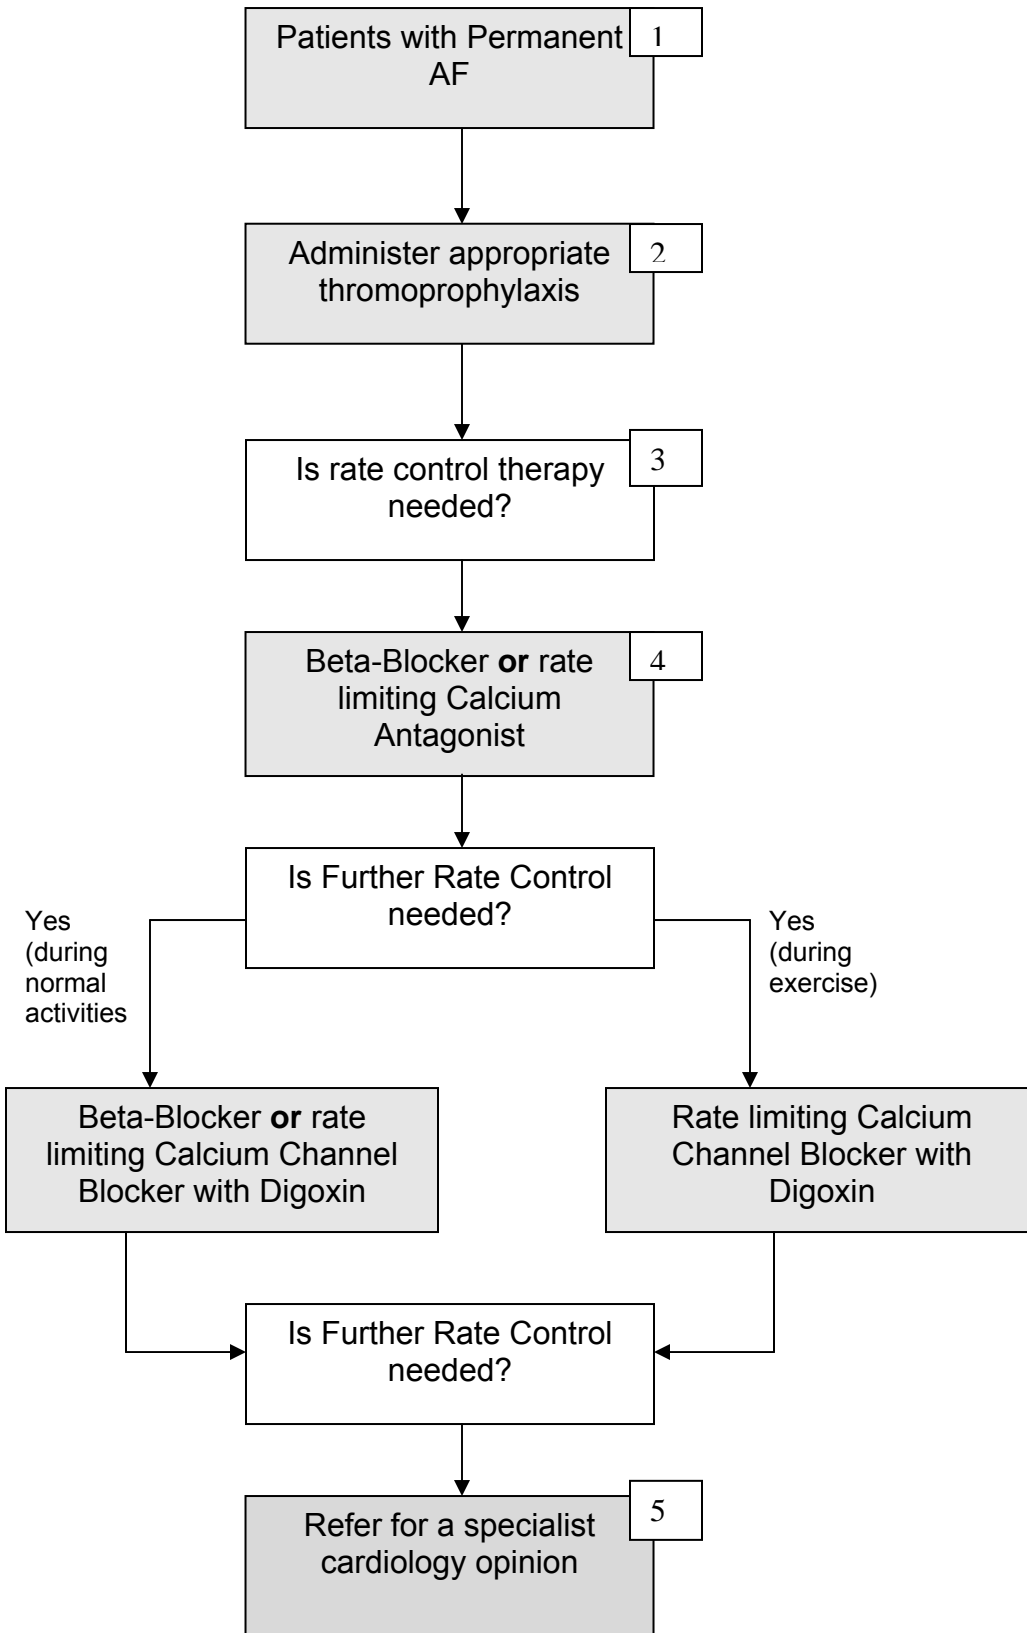 Patients with Permanent
AF
1
Administer appropriate
thromoprophylaxis
2
Is rate control therapy
needed?
3
Beta-Blocker or rate
limiting Calcium
Antagonist
4
Is Further Rate Control
needed?
Yes
(during
normal
activities
Yes
(during
exercise)
Beta-Blocker or rate
limiting Calcium Channel
Blocker with Digoxin
Rate limiting Calcium
Channel Blocker with
Digoxin
Is Further Rate Control
needed?
Refer for a specialist
cardiology opinion
5